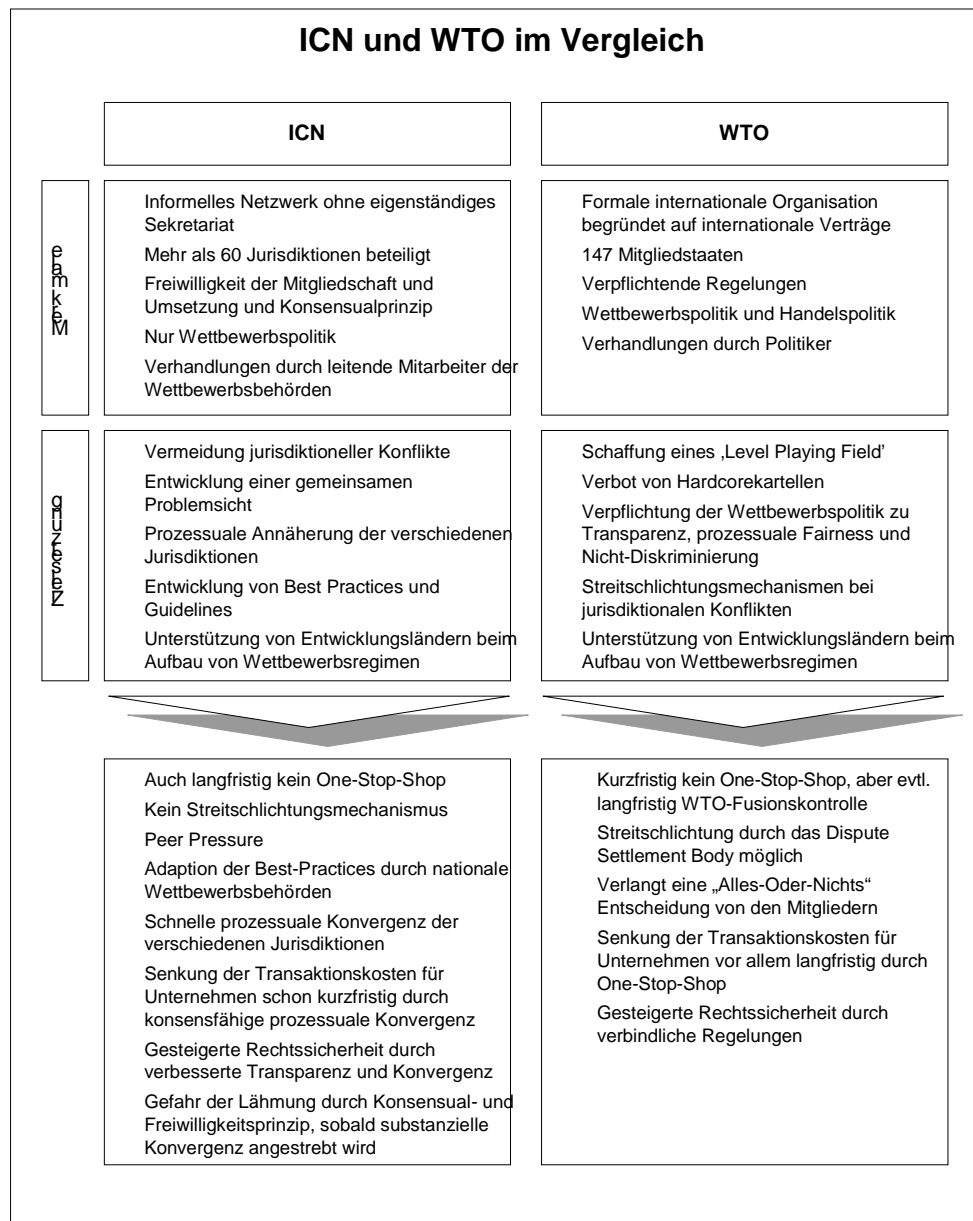 ICN und WTO im Vergleich
ICN
WTO
Merkmale
Informelles Netzwerk ohne eigenständiges
Sekretariat
Mehr als 60 Jurisdiktionen beteiligt
Freiwilligkeit der Mitgliedschaft und
Umsetzung und Konsensualprinzip
Nur Wettbewerbspolitik
Verhandlungen durch leitende Mitarbeiter der
Wettbewerbsbehörden
Formale internationale Organisation
begründet auf internationale Verträge
147 Mitgliedstaaten
Verpflichtende Regelungen
Wettbewerbspolitik und Handelspolitik
Verhandlungen durch Politiker
Zielsetzung
Vermeidung jurisdiktioneller Konflikte
Entwicklung einer gemeinsamen
Problemsicht
Prozessuale Annäherung der verschiedenen
Jurisdiktionen
Entwicklung von Best Practices und
Guidelines
Unterstützung von Entwicklungsländern beim
Aufbau von Wettbewerbsregimen
Schaffung eines ‚Level Playing Field’
Verbot von Hardcorekartellen
Verpflichtung der Wettbewerbspolitik zu
Transparenz, prozessuale Fairness und
Nicht-Diskriminierung
Streitschlichtungsmechanismen bei
jurisdiktionalen Konflikten
Unterstützung von Entwicklungsländern beim
Aufbau von Wettbewerbsregimen
Auch langfristig kein One-Stop-Shop
Kein Streitschlichtungsmechanismus
Peer Pressure
Adaption der Best-Practices durch nationale
Wettbewerbsbehörden
Schnelle prozessuale Konvergenz der
verschiedenen Jurisdiktionen
Senkung der Transaktionskosten für
Unternehmen schon kurzfristig durch
konsensfähige prozessuale Konvergenz
Gesteigerte Rechtssicherheit durch
verbesserte Transparenz und Konvergenz
Gefahr der Lähmung durch Konsensual- und
Freiwilligkeitsprinzip, sobald substanzielle
Konvergenz angestrebt wird
Kurzfristig kein One-Stop-Shop, aber evtl.
langfristig WTO-Fusionskontrolle
Streitschlichtung durch das Dispute
Settlement Body möglich
Verlangt eine „Alles-Oder-Nichts“
Entscheidung von den Mitgliedern
Senkung der Transaktionskosten für
Unternehmen vor allem langfristig durch
One-Stop-Shop
Gesteigerte Rechtssicherheit durch
verbindliche Regelungen